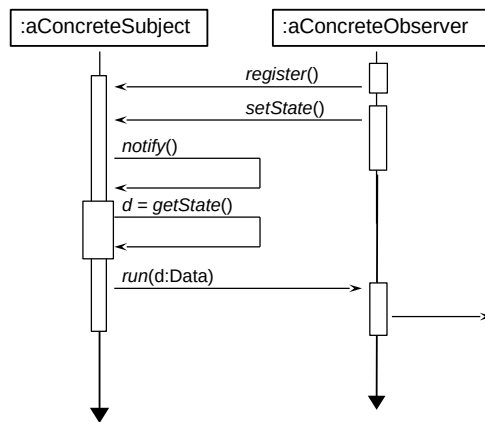 :aConcreteSubject
:aConcreteObserver
register()
setState()
notify()
d = getState()
run(d:Data)